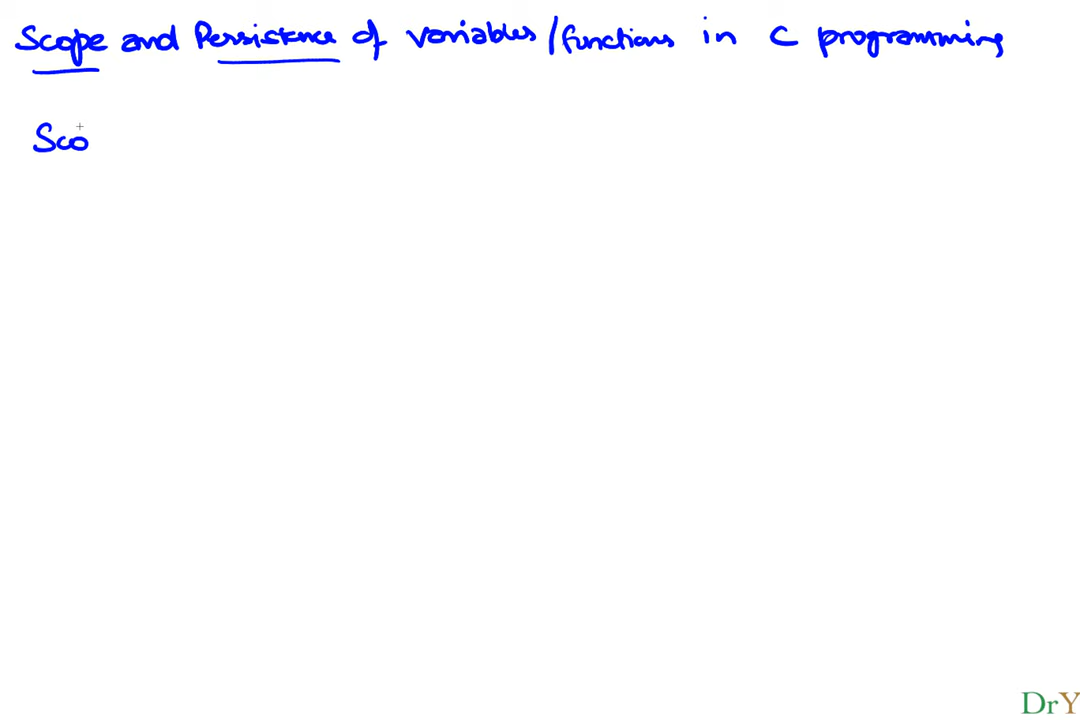 Scope and Persistence of variables/functions in C programming
Sco
DrY